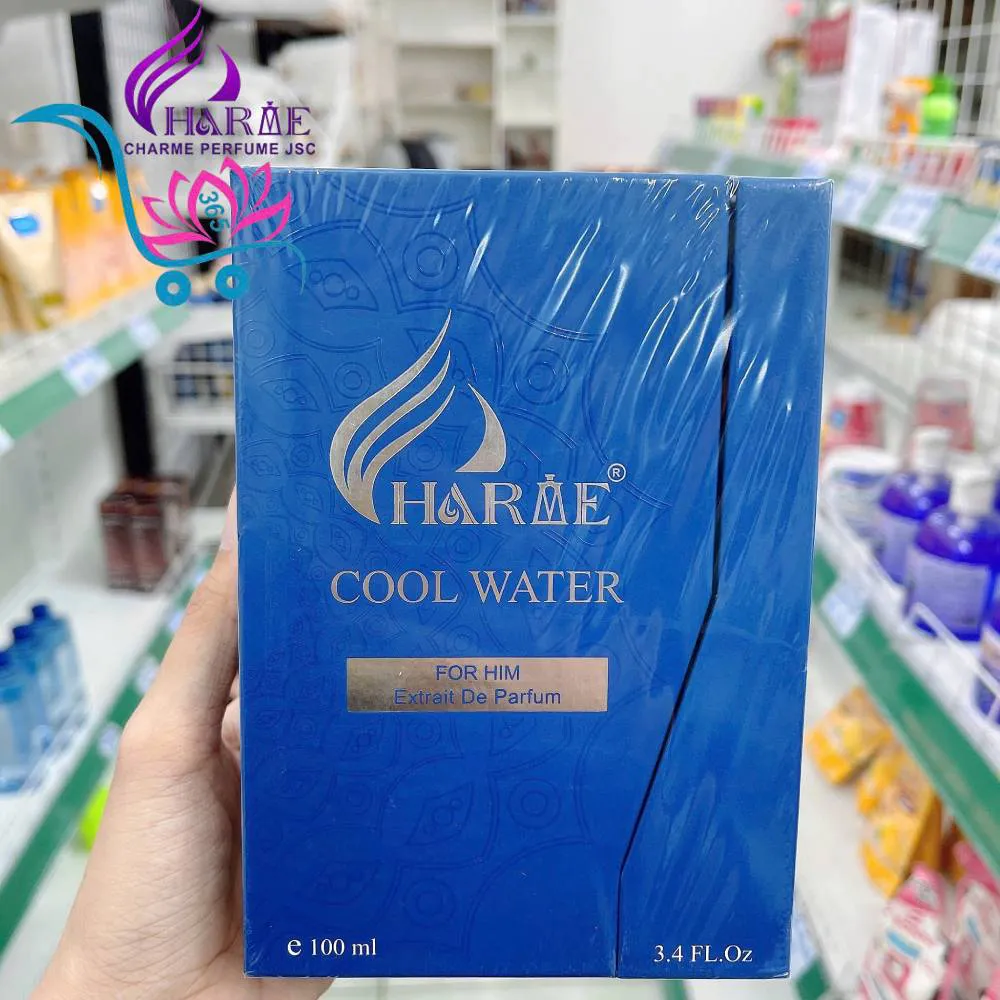 CHARME
CHARME PERFUME JSC
365
CHARME®
COOL WATER
FOR HIM
Extrait De Parfum
e 100 ml
3.4 FL.Oz